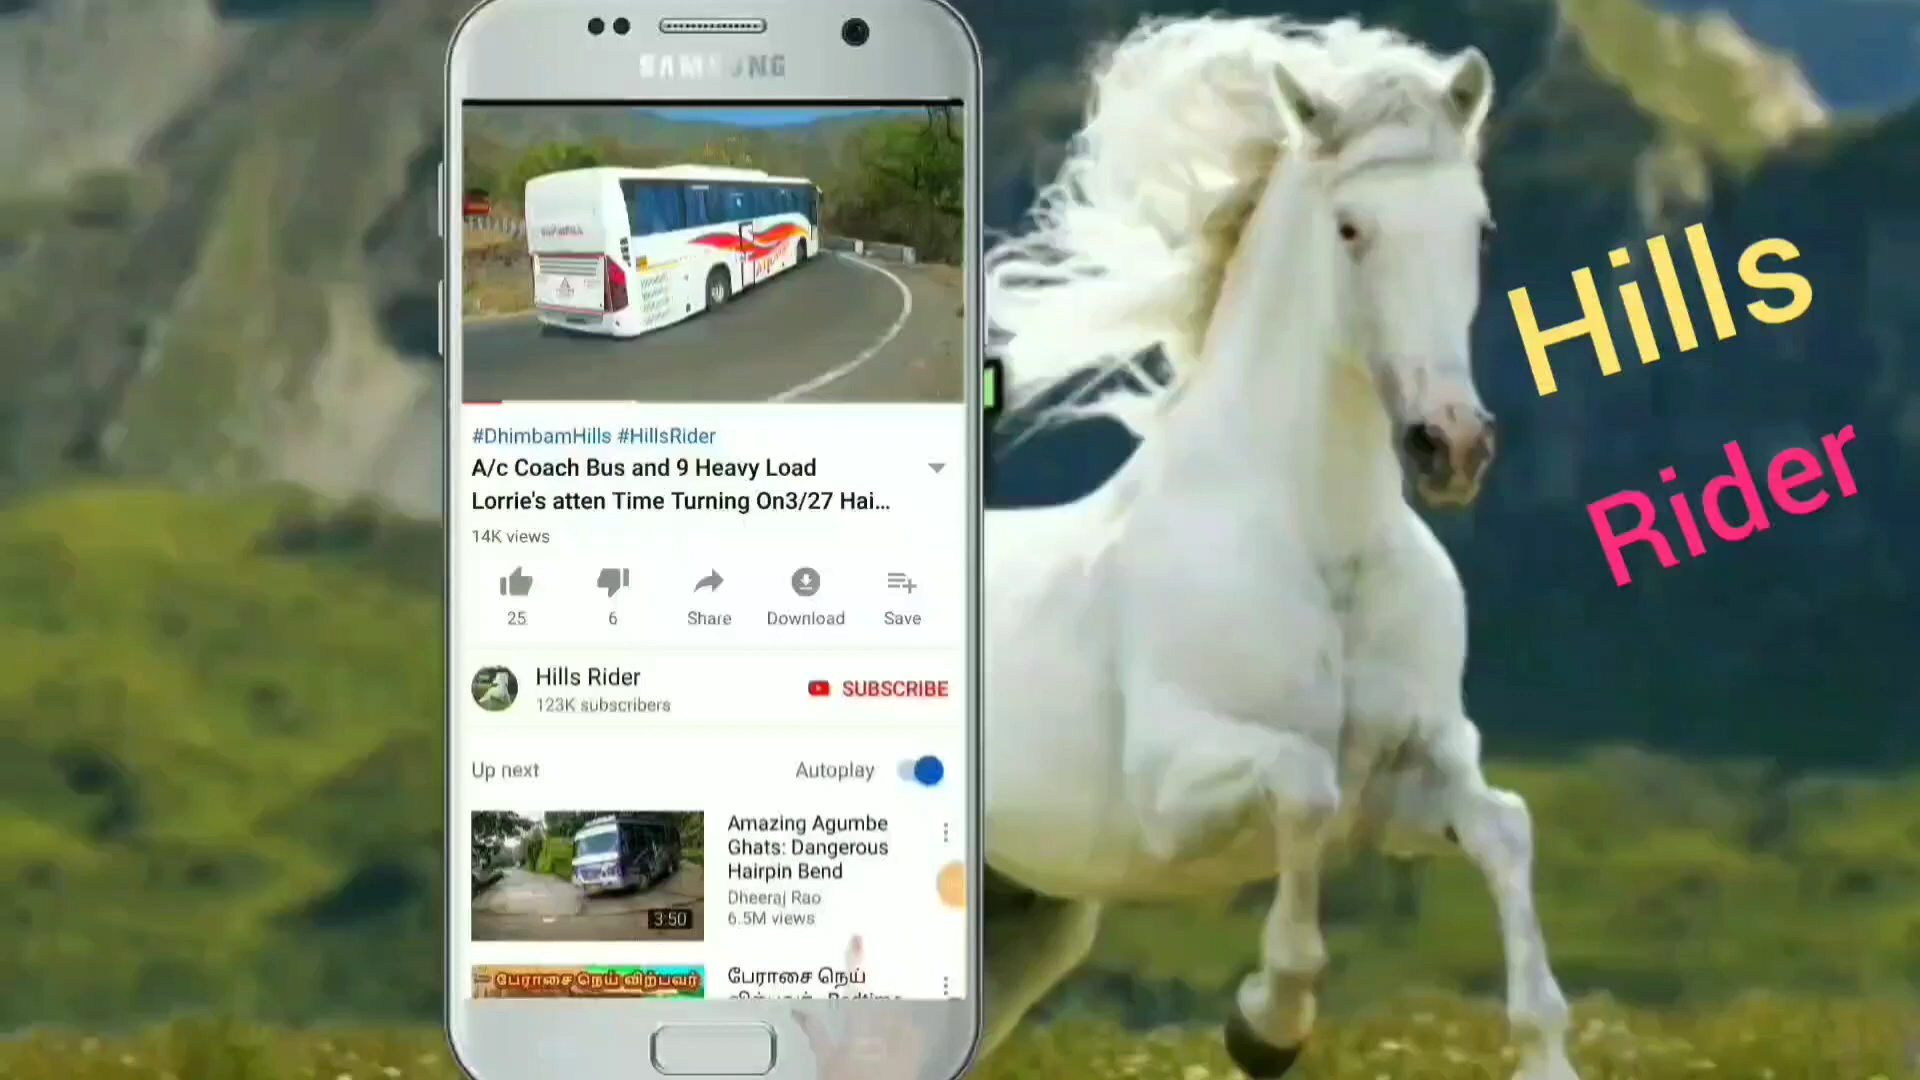 SAMSUNG
#DhimbamHills #HillsRider
A/c Coach Bus and 9 Heavy Load
Lorrie's atten Time Turning On3/27 Hai...
14K views
25
6
Share
Download
Save
Hills Rider
123K subscribers
SUBSCRIBE
Up next
Autoplay
Amazing Agumbe
Ghats: Dangerous
Hairpin Bend
Dheeraj Rao
6.5M views
3:50
பேராசை நெய் விற்பவர்
பேராசை நெய்
Hills
Rider